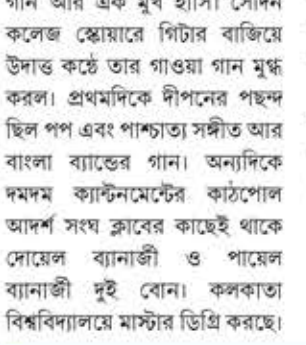 গান আর এক মুখ হাসি। সেদিন
কলেজ স্কোয়ারে গিটার বাজিয়ে
উদাত্ত কন্ঠে তার গাওয়া গান মুগ্ধ
করল। প্রথমদিকে দীপনের পছন্দ
ছিল পপ এবং পাশ্চাত্য সঙ্গীত আর
বাংলা ব্যান্ডের গান। অন্যদিকে
দমদম ক্যান্টনমেন্টের কাঠপোল
আদর্শ সংঘ ক্লাবের কাছেই থাকে
দোয়েল ব্যানার্জী ও পায়েল
ব্যানার্জী দুই বোন। কলকাতা
বিশ্ববিদ্যালয়ে মাস্টার ডিগ্রি করছে।